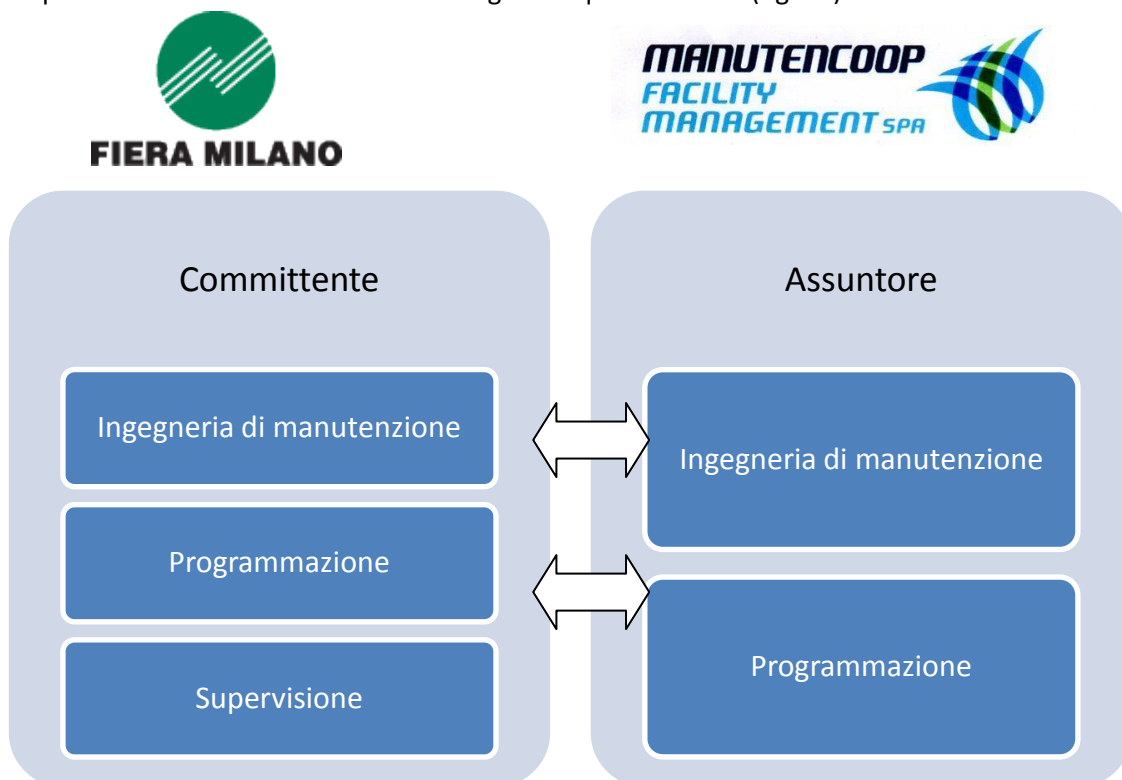 FIERA MILANO
MANUTENCOOP
FACILITY
MANAGEMENT SPA
Committente
Ingegneria di manutenzione
Programmazione
Supervisione
Assuntore
Ingegneria di manutenzione
Programmazione